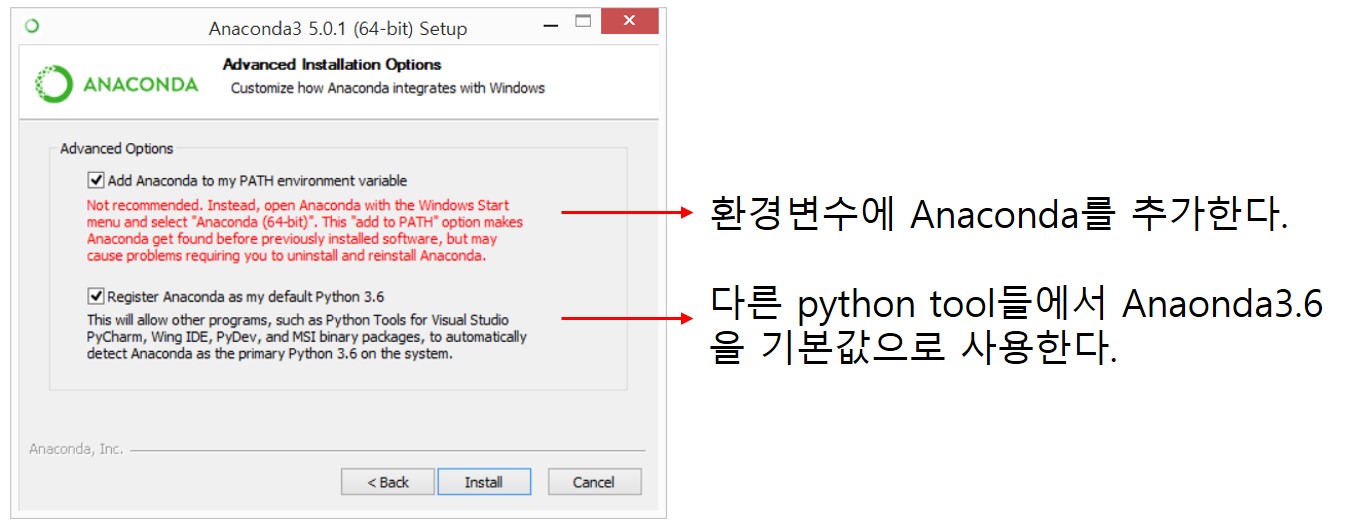 Anaconda3 5.0.1 (64-bit) Setup
ANACONDA
Advanced Installation Options
Customize how Anaconda integrates with Windows
Advanced Options
Add Anaconda to my PATH environment variable
Not recommended. Instead, open Anaconda with the Windows Start
menu and select "Anaconda (64-bit)". This "add to PATH" option makes
Anaconda get found before previously installed software, but may
cause problems requiring you to uninstall and reinstall Anaconda.
환경변수에 Anaconda를 추가한다.
Register Anaconda as my default Python 3.6
This will allow other programs, such as Python Tools for Visual Studio
PyCharm, Wing IDE, PyDev, and MSI binary packages, to automatically
detect Anaconda as the primary Python 3.6 on the system.
다른 python tool들에서 Anaonda3.6
을 기본값으로 사용한다.
Anaconda, Inc.
< Back
Install
Cancel